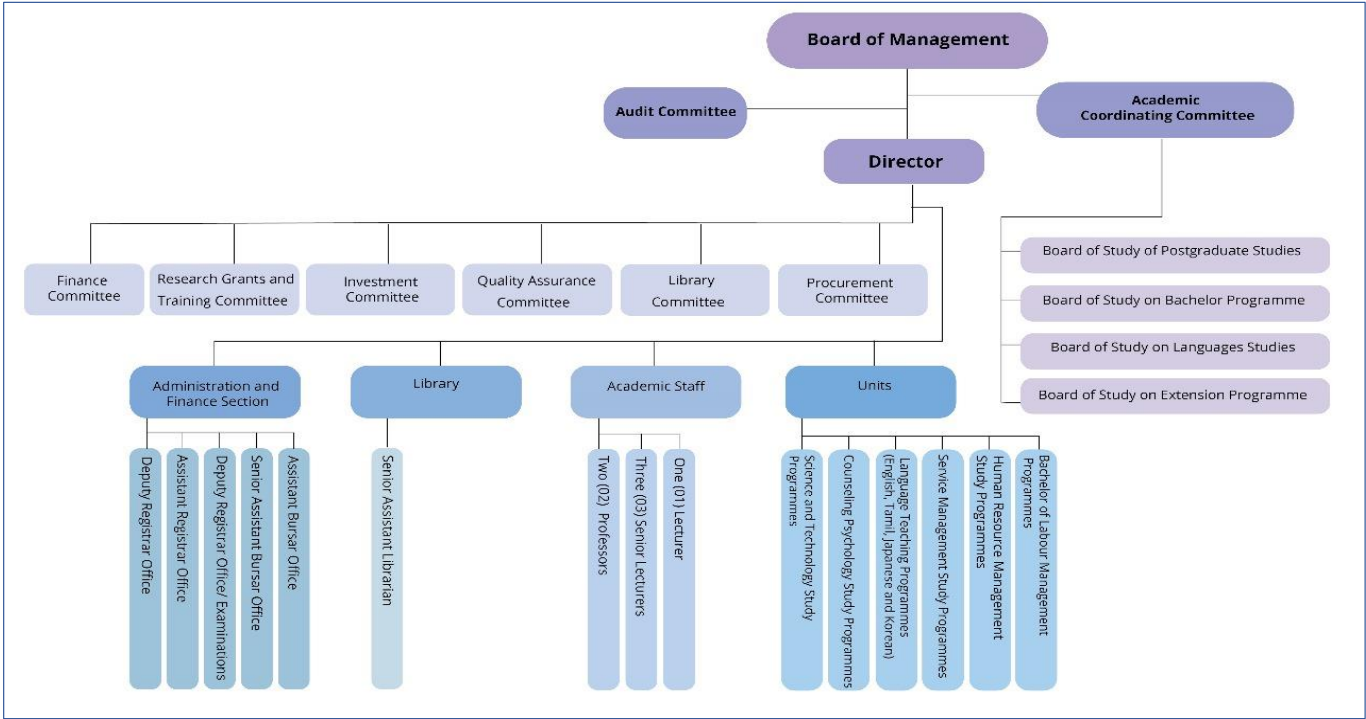 Board of Management
Audit Committee
Academic
Coordinating Committee
Director
Finance
Committee
Research Grants and
Training Committee
Investment
Committee
Quality Assurance
Committee
Library
Committee
Procurement
Committee
Board of Study of Postgraduate Studies
Board of Study on Bachelor Programme
Board of Study on Languages Studies
Board of Study on Extension Programme
Administration and
Finance Section
Library
Academic Staff
Units
Deputy Registrar Office
Assistant Registrar Office
Deputy Registrar Office/ Examinations
Senior Assistant Bursar Office
Assistant Bursar Office
Senior Assistant Librarian
Two (02) Professors
Three (03) Senior Lecturers
One (01) Lecturer
Science and Technology Study
Programmes
Counseling Psychology Study Programmes
Language Teaching Programmes
(English, Tamil, Japanese and Korean)
Service Management Study Programmes
Human Resource Management
Study Programmes
Bachelor of Labour Management
Programmes